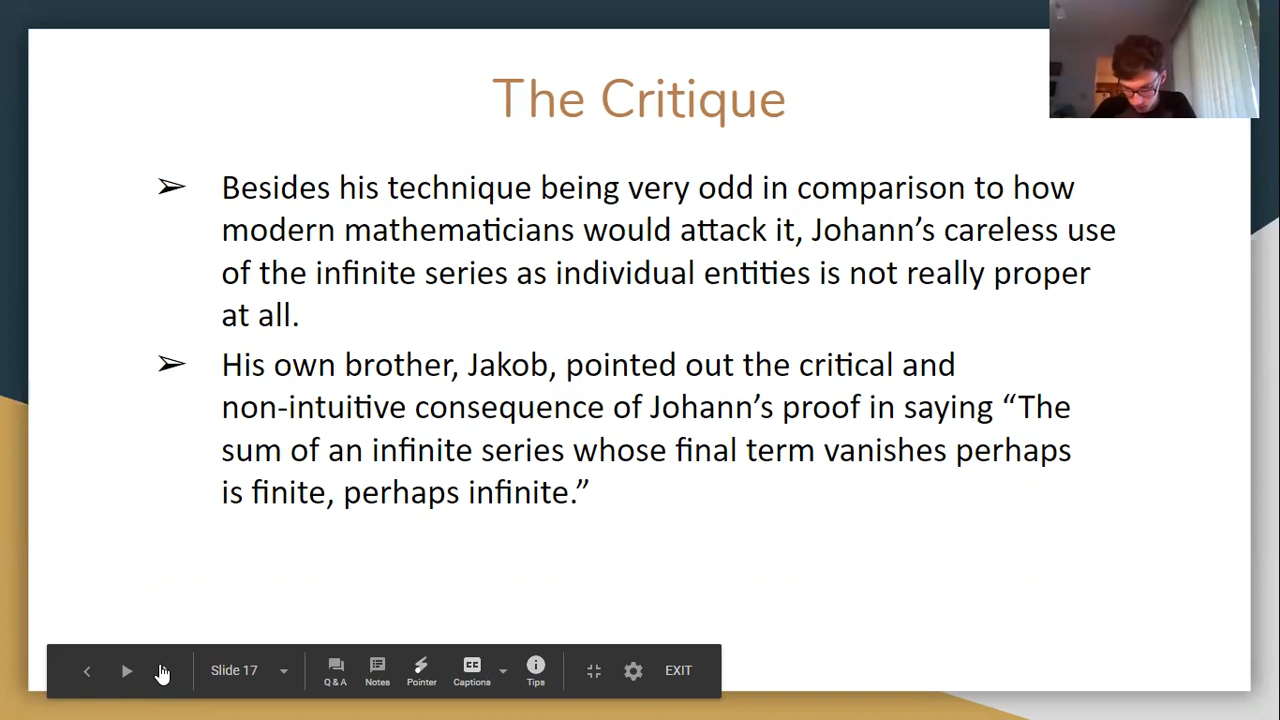 The Critique
➢ Besides his technique being very odd in comparison to how
modern mathematicians would attack it, Johann’s careless use
of the infinite series as individual entities is not really proper
at all.
➢ His own brother, Jakob, pointed out the critical and
non-intuitive consequence of Johann’s proof in saying “The
sum of an infinite series whose final term vanishes perhaps
is finite, perhaps infinite.”
Slide 17
Q & A
Notes
Pointer
Captions
Tips
EXIT